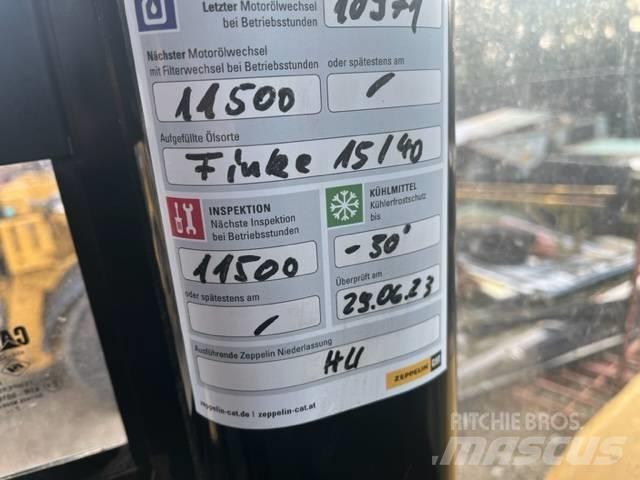 Letzter Motorölwechsel
bei Betriebsstunden
10971
Nächster Motorölwechsel
mit Filterwechsel bei Betriebsstunden
oder spätestens am
11500
/
Aufgefüllte Ölsorte
Finke 15/40
INSPEKTION
Nächste Inspektion
bei Betriebsstunden
KÜHLMITTEL
Kühlerfrostschutz
bis
11500
-30°
oder spätestens am
Überprüft am
/
29.06.23
Ausführende Zeppelin Niederlassung
HU
ZEPPELIN CAT
zeppelin-cat.de | zeppelin-cat.at
RITCHIE BROS.
MASCUS